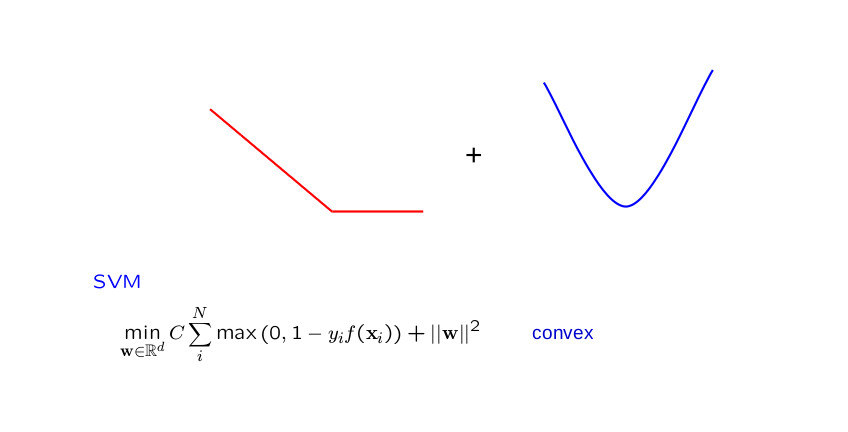 +
SVM
min_{w∈ℝ^d} C ∑_i^N max (0, 1 − y_i f(x_i)) + ||w||^2 convex